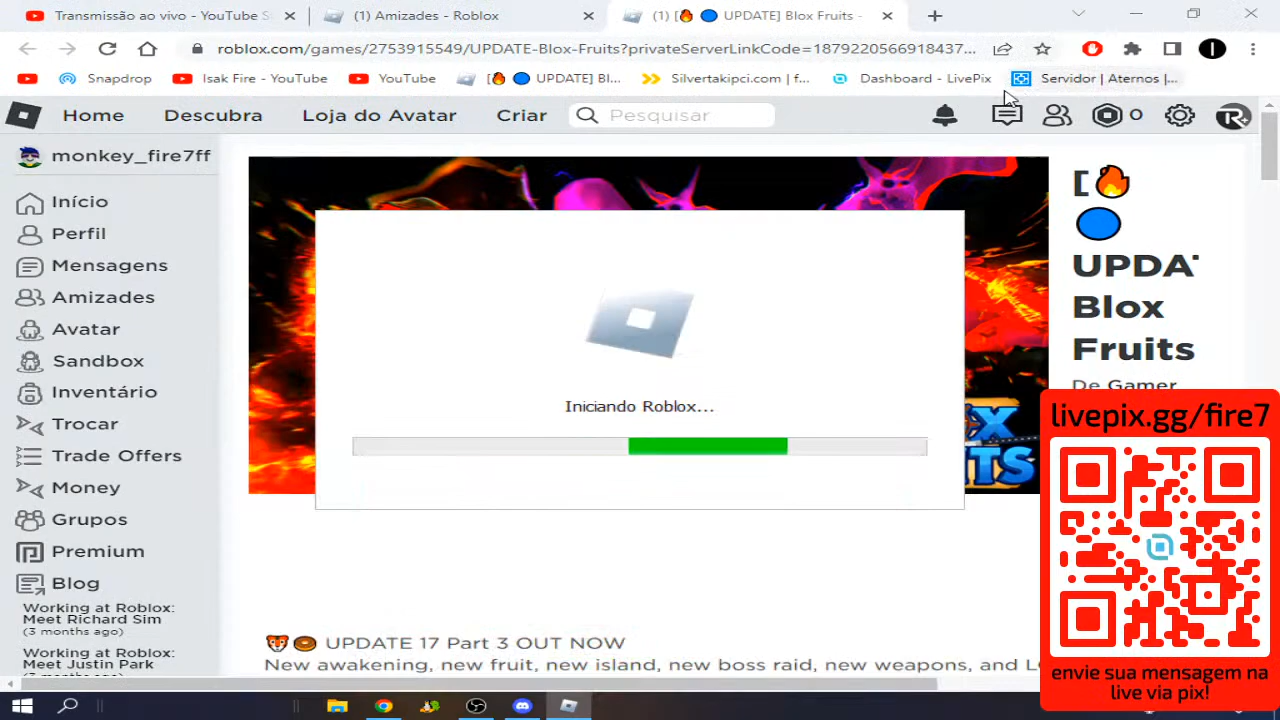 Transmissão ao vivo - YouTube S
(1) Amizades - Roblox
(1) [🔥 🔵 UPDATE] Blox Fruits -
roblox.com/games/2753915549/UPDATE-Blox-Fruits?privateServerLinkCode=1879220566918437...
Snapdrop
Isak Fire - YouTube
YouTube
[🔥 🔵 UPDATE] Bl...
Silvertakipci.com | f...
Dashboard - LivePix
Servidor | Aternos |...
Home
Descubra
Loja do Avatar
Criar
Pesquisar
0
monkey_fire7ff
Início
Perfil
Mensagens
Amizades
Avatar
Sandbox
Inventário
Trocar
Trade Offers
Money
Grupos
Premium
Blog
Working at Roblox:
Meet Richard Sim
(3 months ago)
Working at Roblox:
Meet Justin Park
Iniciando Roblox...
[🔥
🔵
UPDA
Blox
Fruits
De Gamer
🐯🍩 UPDATE 17 Part 3 OUT NOW
New awakening, new fruit, new island, new boss raid, new weapons, and
livepix.gg/fire7
envie sua mensagem na
live via pix!